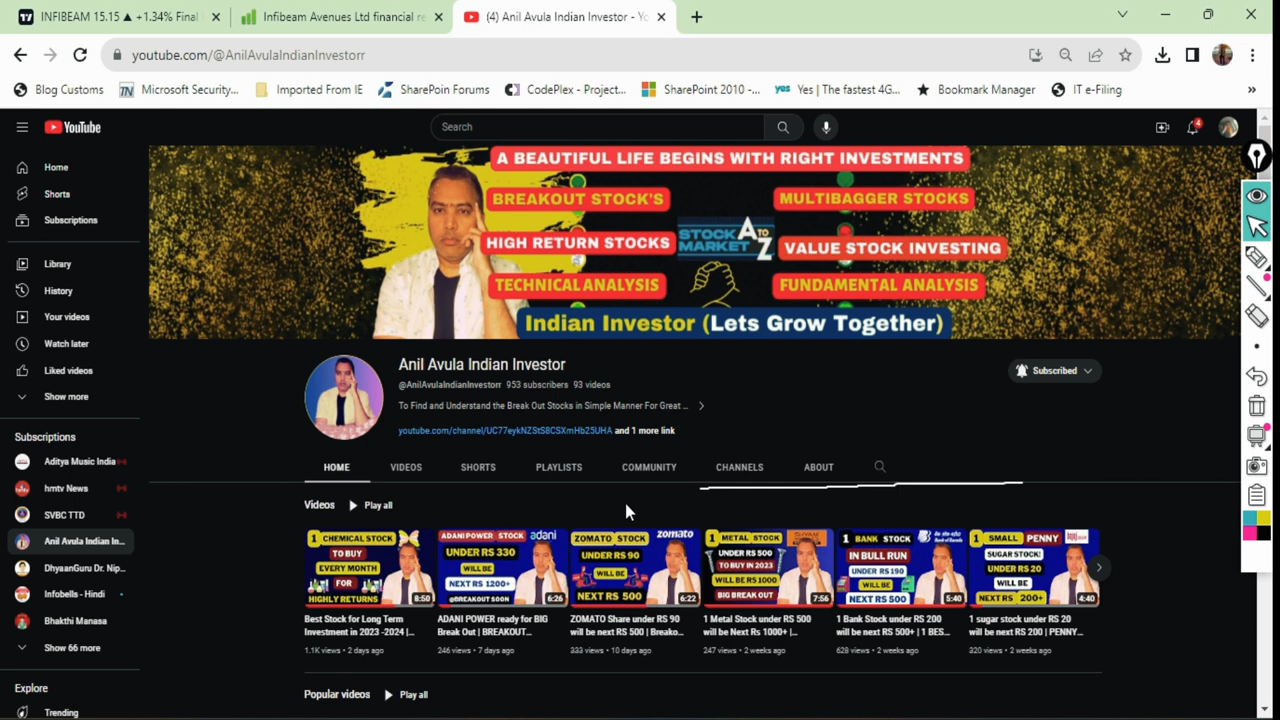 INFIBEAM 15.15 ▲ +1.34% Final
Infibeam Avenues Ltd financial re
(4) Anil Avula Indian Investor - Yo
youtube.com/@AnilAvulaIndianInvestorr
Blog Customs
Microsoft Security...
Imported From IE
SharePoin Forums
CodePlex - Project...
SharePoint 2010 -...
Yes | The fastest 4G...
Bookmark Manager
IT e-Filing
»
YouTube
Search
4
Home
Shorts
Subscriptions
Library
History
Your videos
Watch later
Liked videos
Show more
Subscriptions
Aditya Music India
hmtv News
SVBC TTD
Anil Avula Indian In...
DhyaanGuru Dr. Nip...
Infobells - Hindi
Bhakthi Manasa
Show 66 more
Explore
Trending
A BEAUTIFUL LIFE BEGINS WITH RIGHT INVESTMENTS
BREAKOUT STOCK'S
MULTIBAGGER STOCKS
HIGH RETURN STOCKS
STOCK MARKET A TO Z
VALUE STOCK INVESTING
TECHNICAL ANALYSIS
FUNDAMENTAL ANALYSIS
Indian Investor (Lets Grow Together)
Anil Avula Indian Investor
@AnilAvulaIndianInvestorr 953 subscribers 93 videos
To Find and Understand the Break Out Stocks in Simple Manner For Great ...
youtube.com/channel/UC77eykNZStS8CSXmHb25UHA and 1 more link
Subscribed
HOME VIDEOS SHORTS PLAYLISTS COMMUNITY CHANNELS ABOUT
Videos Play all
1 CHEMICAL STOCK
TO BUY
EVERY MONTH
FOR
HIGHLY RETURNS
8:50
Best Stock for Long Term
Investment in 2023 -2024 |...
1.1K views • 2 days ago
ADANI POWER STOCK
adani
UNDER RS 330
WILL BE
NEXT RS 1200+
@BREAKOUT SOON
6:26
ADANI POWER ready for BIG
Break Out | BREAKOUT...
246 views • 7 days ago
ZOMATO STOCK
zomato
UNDER RS 90
WILL BE
NEXT RS 500
6:22
ZOMATO Share under RS 90
will be next RS 500 | Breako...
333 views • 10 days ago
1 METAL STOCK
SHYAM
UNDER RS 500
TO BUY IN 2023
WILL BE RS 1000
BIG BREAK OUT
7:56
1 Metal Stock under RS 500
will be Next Rs 1000+ |...
247 views • 2 weeks ago
1 BANK STOCK
IN BULL RUN
UNDER RS 190
WILL BE
NEXT RS 500
5:40
1 Bank Stock under RS 200
will be next RS 500+ | 1 BES...
628 views • 2 weeks ago
1 SMALL PENNY
SUGAR STOCK!
UNDER RS 20
WILL BE
NEXT RS 200+
4:40
1 sugar stock under RS 20
will be next RS 200 | PENNY...
320 views • 2 weeks ago
Popular videos Play all